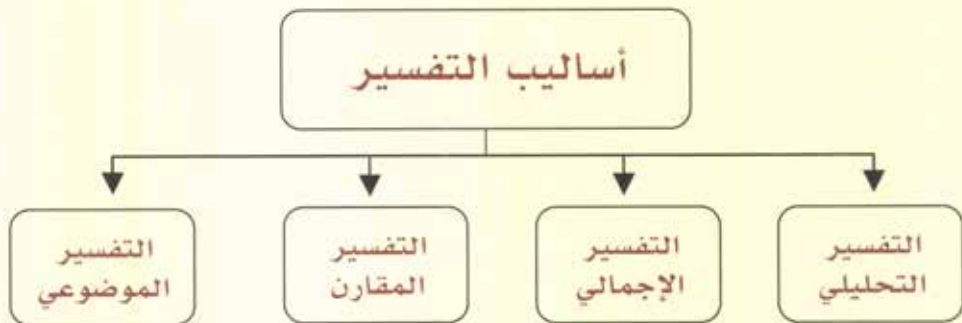 أساليب التفسير
التفسير
التحليلي
التفسير
الإجمالي
التفسير
المقارن
التفسير
الموضوعي